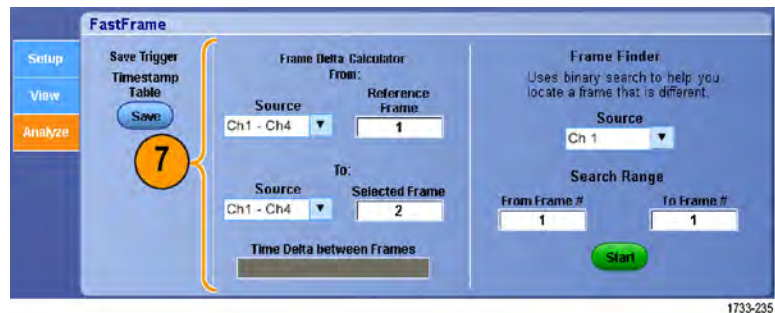 FastFrame
Setup
View
Analyze
Save Trigger
Timestamp
Table
Save
7
Frame Delta Calculator
From:
Source
Reference
Frame
Ch1 - Ch4
1
To:
Source
Selected Frame
Ch1 - Ch4
2
Time Delta between Frames
Frame Finder
Uses binary search to help you
locate a frame that is different.
Source
Ch 1
Search Range
From Frame #
To Frame #
1
1
Start
1733-235